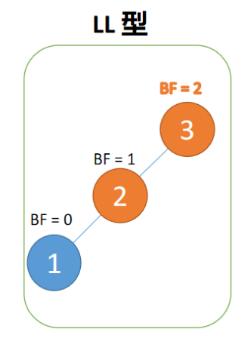 LL 型
BF = 2
3
BF = 1
2
BF = 0
1